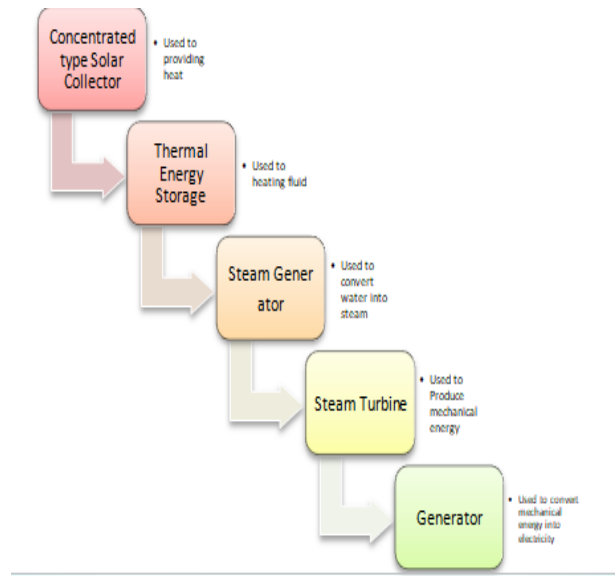 Concentrated
type Solar
Collector
• Used to
providing
heat
Thermal
Energy
Storage
• Used to
heating fluid
Steam Gener
ator
• Used to
convert
water into
steam
Steam Turbine
• Used to
Produce
mechanical
energy
Generator
• Used to convert
mechanical
energy into
electricity